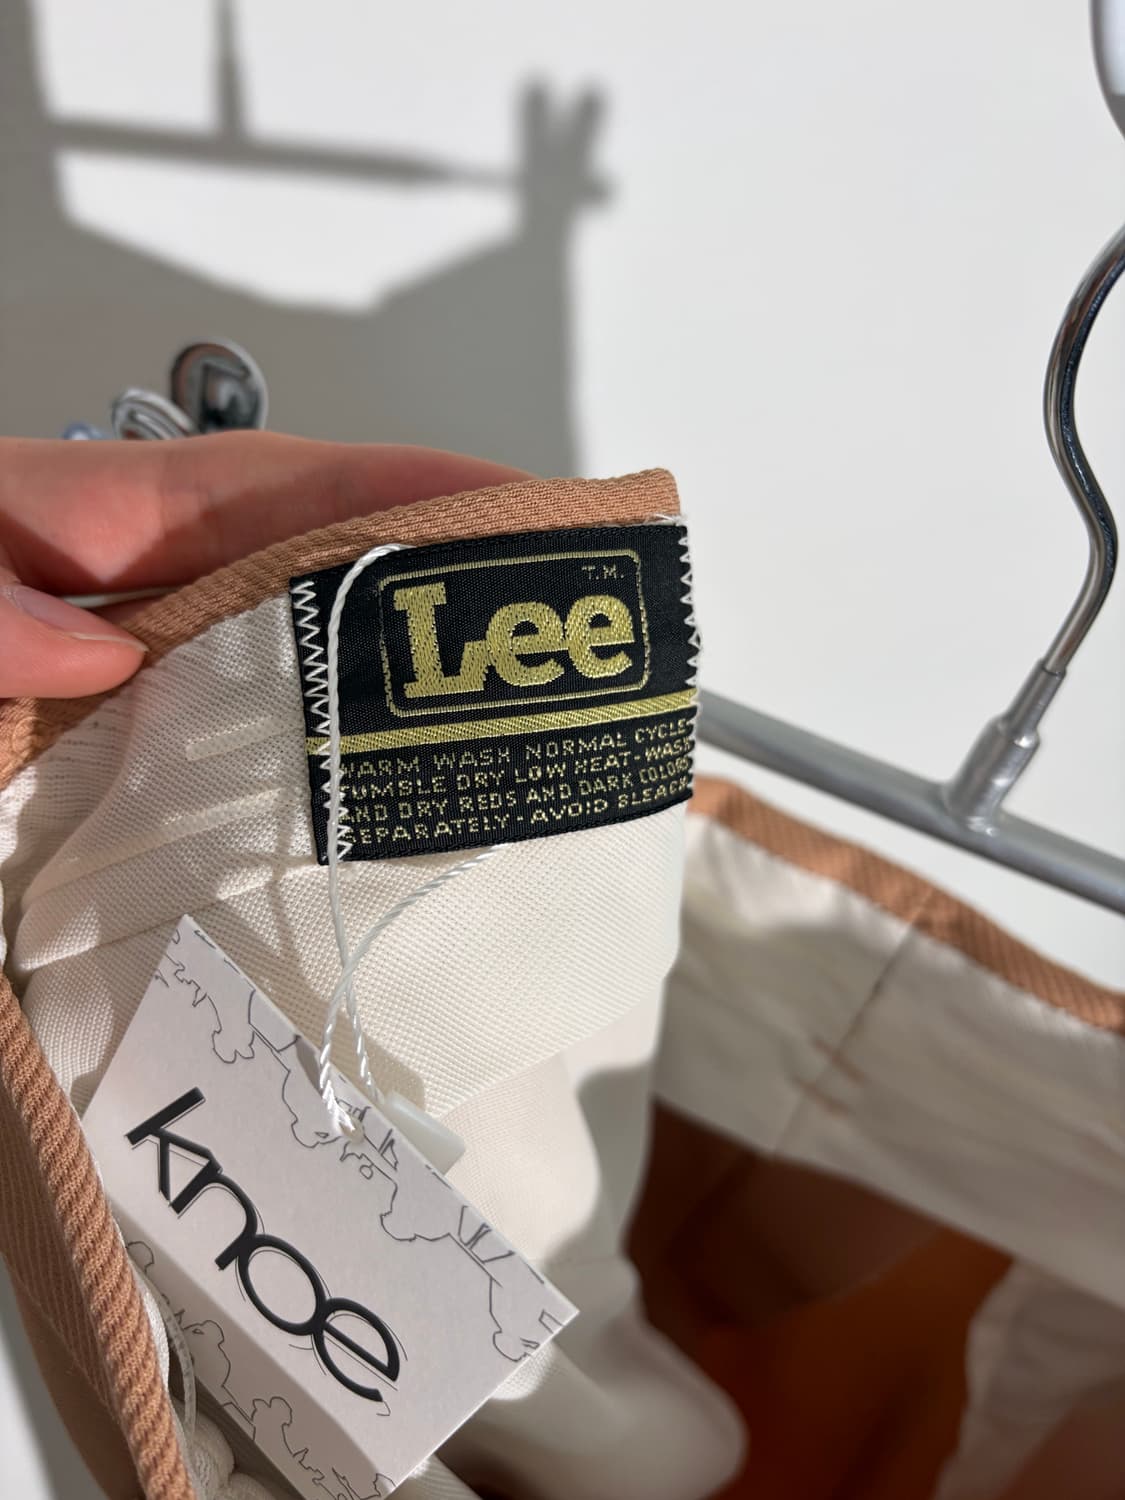 T.M.
Lee
WARM WASH NORMAL CYCLE
TUMBLE DRY LOW HEAT-WASH
AND DRY REDS AND DARK COLORS
SEPARATELY-AVOID BLEACH
knoe